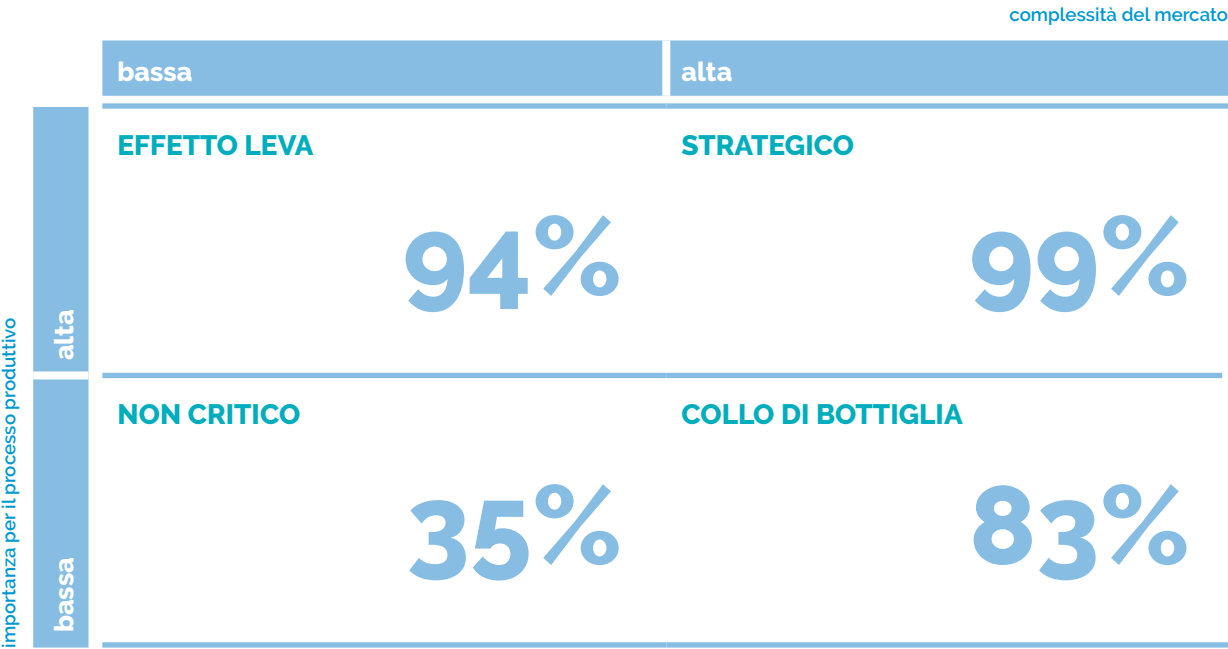 complessità del mercato
bassa
alta
importanza per il processo produttivo
alta
EFFETTO LEVA
94%
STRATEGICO
99%
bassa
NON CRITICO
35%
COLLO DI BOTTIGLIA
83%